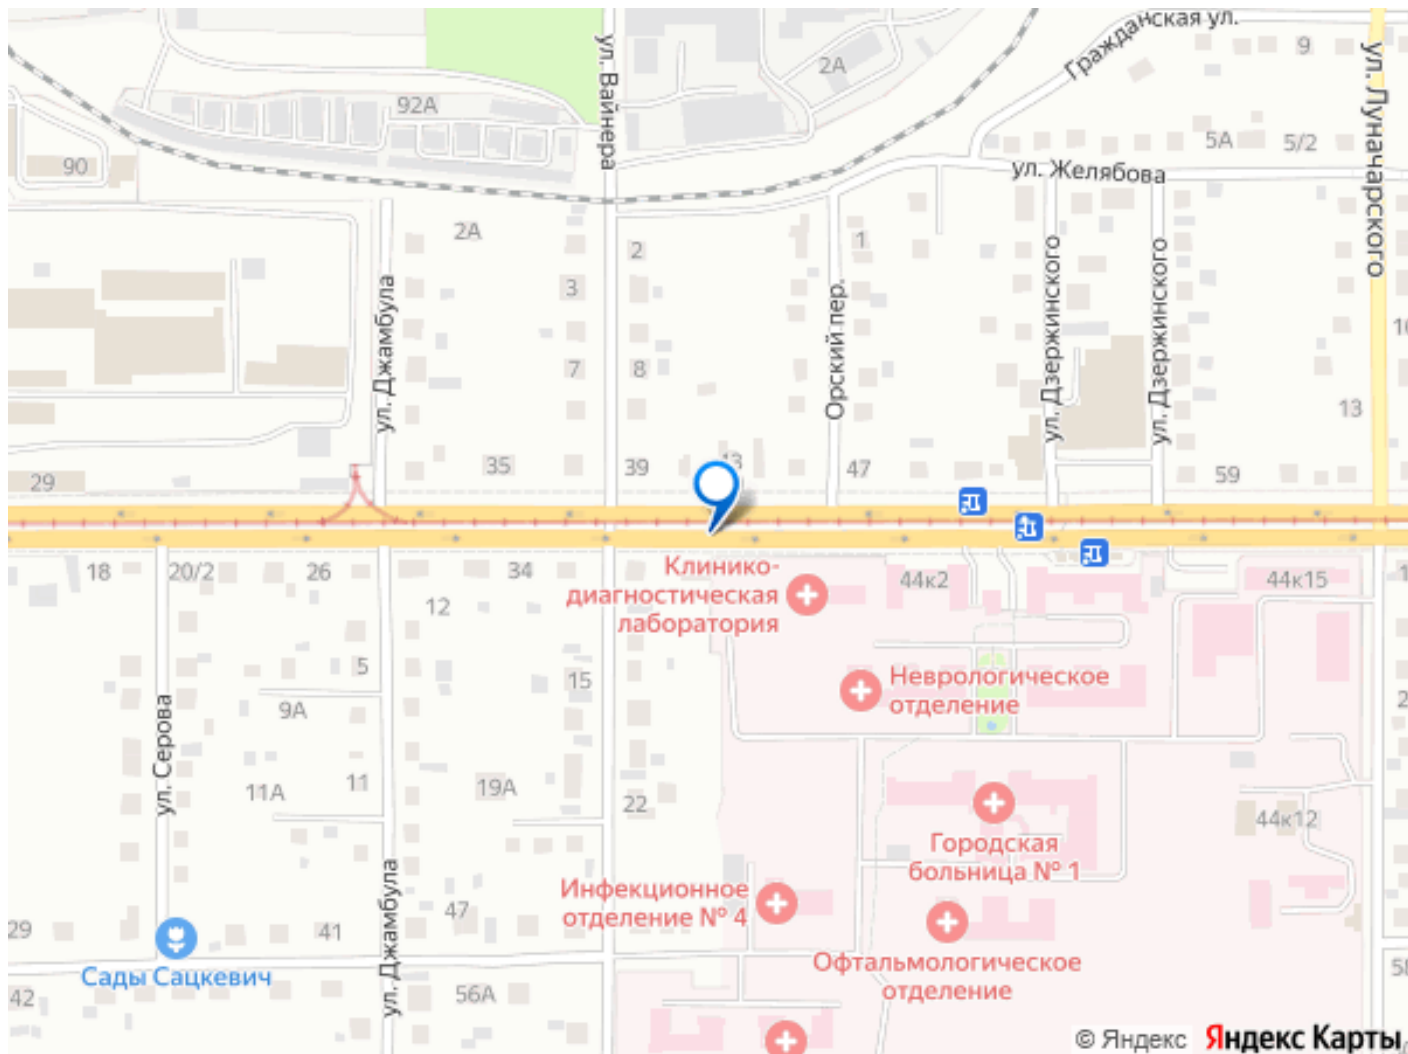 Гражданская ул.
9
2А
ул. Вайнера
ул. Луначарского
92А
5А
5/2
90
ул. Желябова
2А
2
1
3
ул. Джамбула
Орский пер.
ул. Дзержинского
ул. Дзержинского
7
8
13
35
39
47
59
29
18
20/2
26
34
Клинико-
диагностическая
лаборатория
44к2
44к15
12
5
15
Неврологическое
отделение
9А
ул. Серова
11
11А
19А
22
44к12
Городская
больница № 1
ул. Джамбула
Инфекционное
отделение № 4
47
29
41
Сады Сацкевич
Офтальмологическое
отделение
42
56А
58
© Яндекс Яндекс Карты